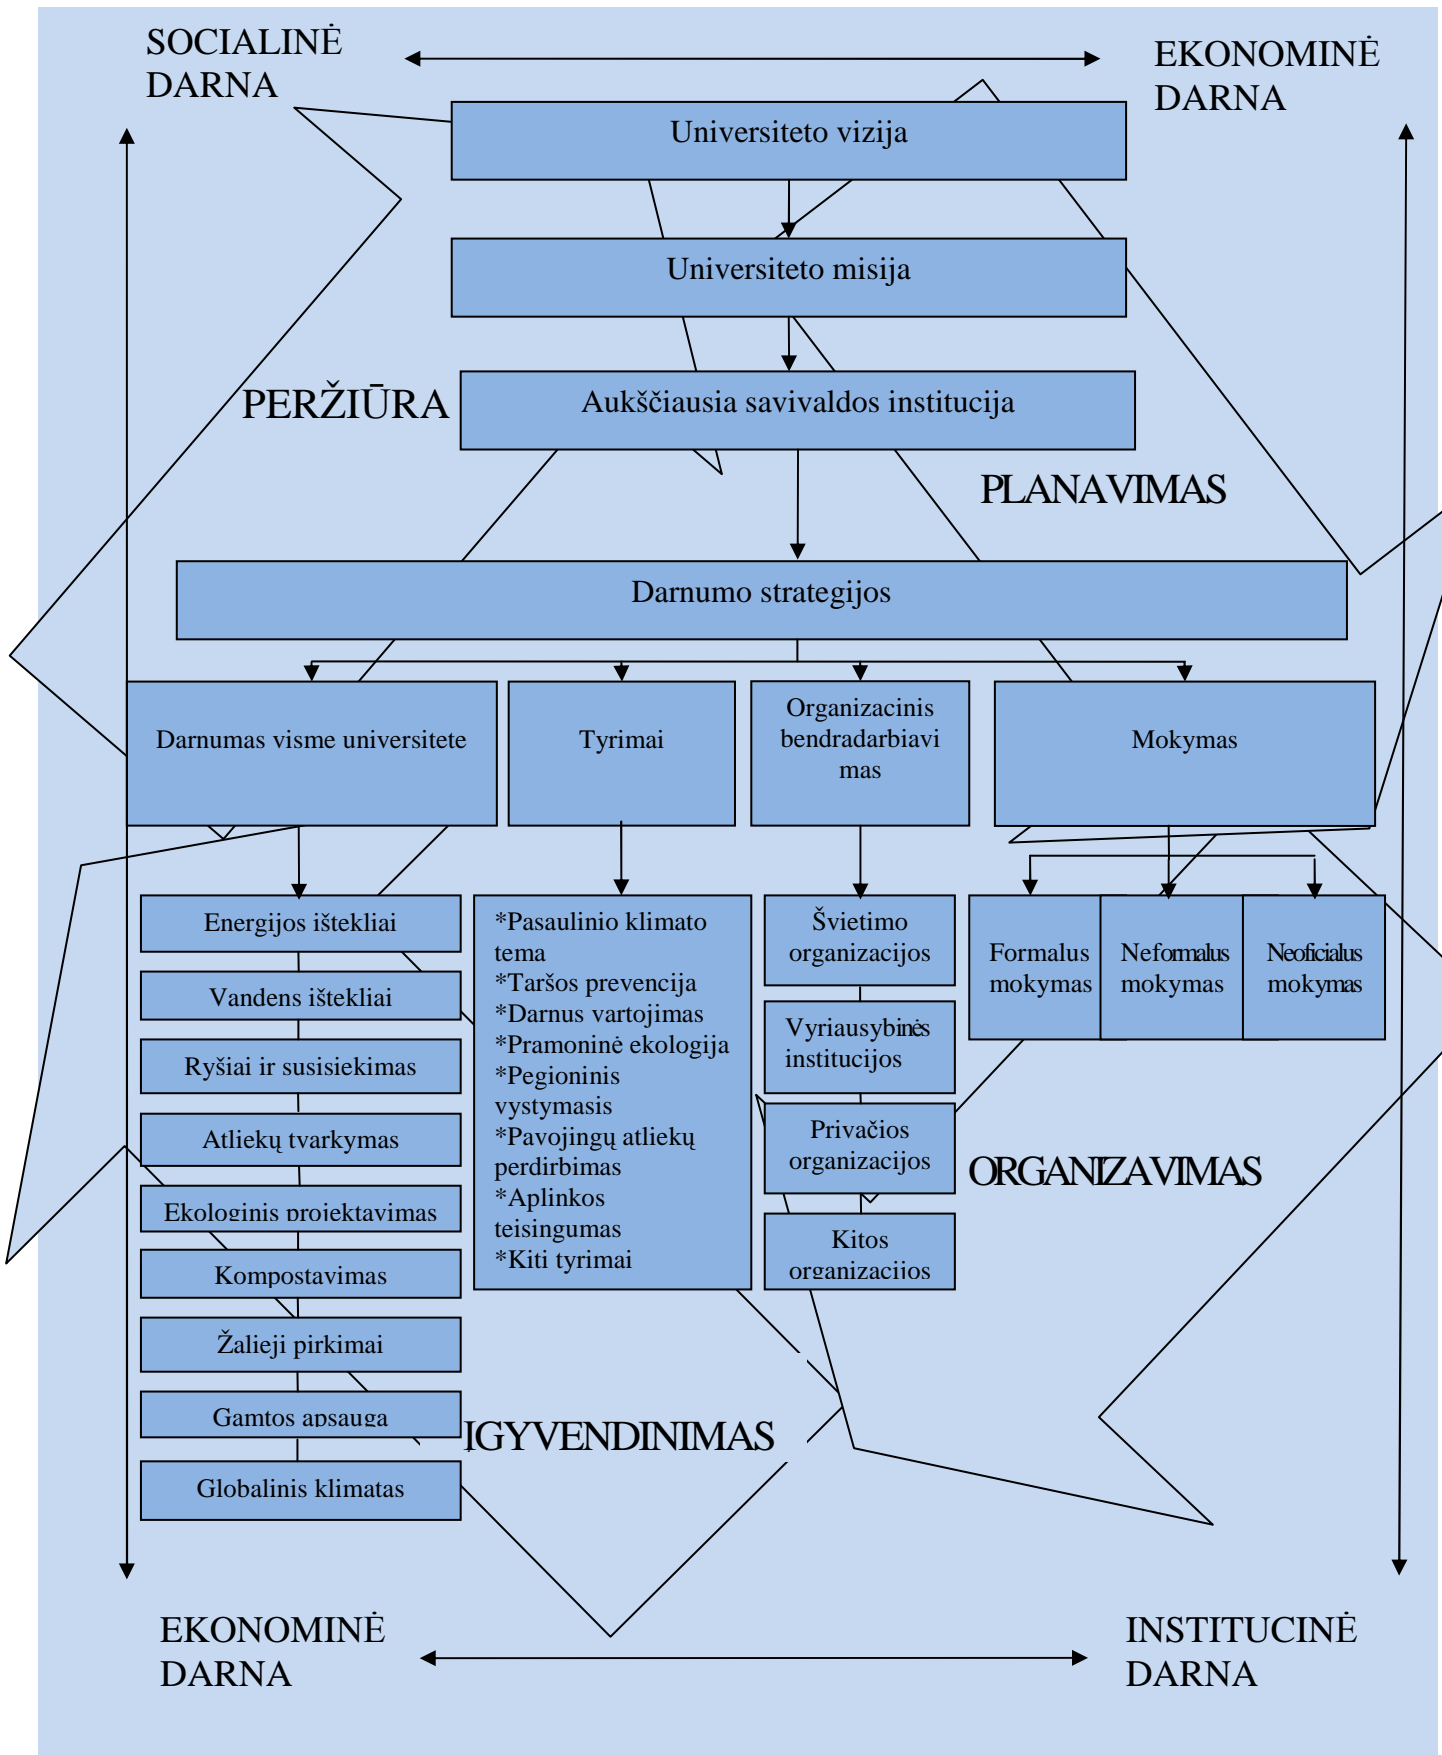 SOCIALINĖ
DARNA
EKONOMINĖ
DARNA
Universiteto vizija
Universiteto misija
PERŽIŪRA
Aukščiausia savivaldos institucija
PLANAVIMAS
Darnumo strategijos
Darnumas visme universitete
Tyrimai
Organizacinis
bendradarbiavi
mas
Mokymas
Energijos ištekliai
Vandens ištekliai
Ryšiai ir susisiekimas
Atliekų tvarkymas
Ekologinis projektavimas
Kompostavimas
Žalieji pirkimai
Gamtos apsauga
Globalinis klimatas
*Pasaulinio klimato
tema
*Taršos prevencija
*Darnus vartojimas
*Pramoninė ekologija
*Pegioninis
vystymasis
*Pavojingų atliekų
perdirbimas
*Aplinkos
teisingumas
*Kiti tyrimai
Švietimo
organizacijos
Vyriausybinės
institucijos
Privačios
organizacijos
Kitos
organizacijos
Formalus
mokymas
Neformalus
mokymas
Neoficialus
mokymas
ORGANIZAVIMAS
ĮGYVENDINIMAS
EKONOMINĖ
DARNA
INSTITUCINĖ
DARNA